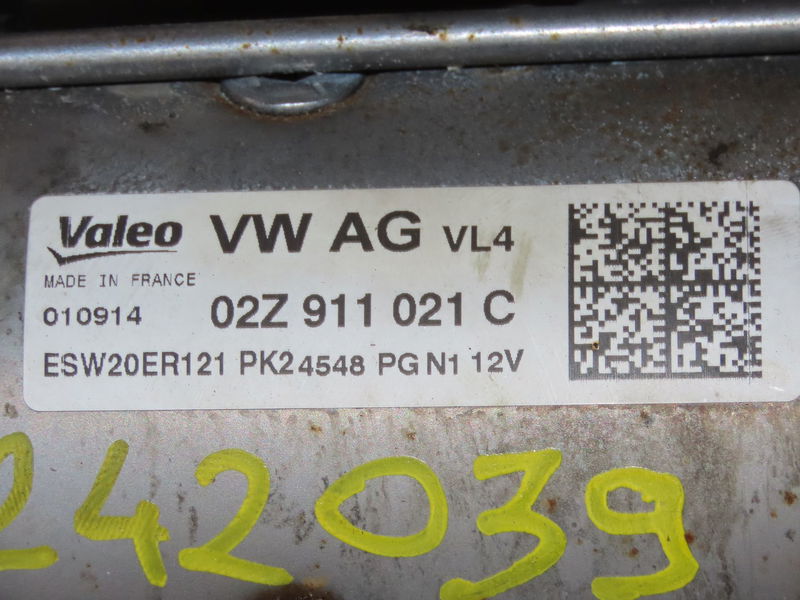 Valeo VW AG VL4
MADE IN FRANCE
010914 02Z 911 021 C
ESW20ER121 PK24548 PG N1 12V
242039